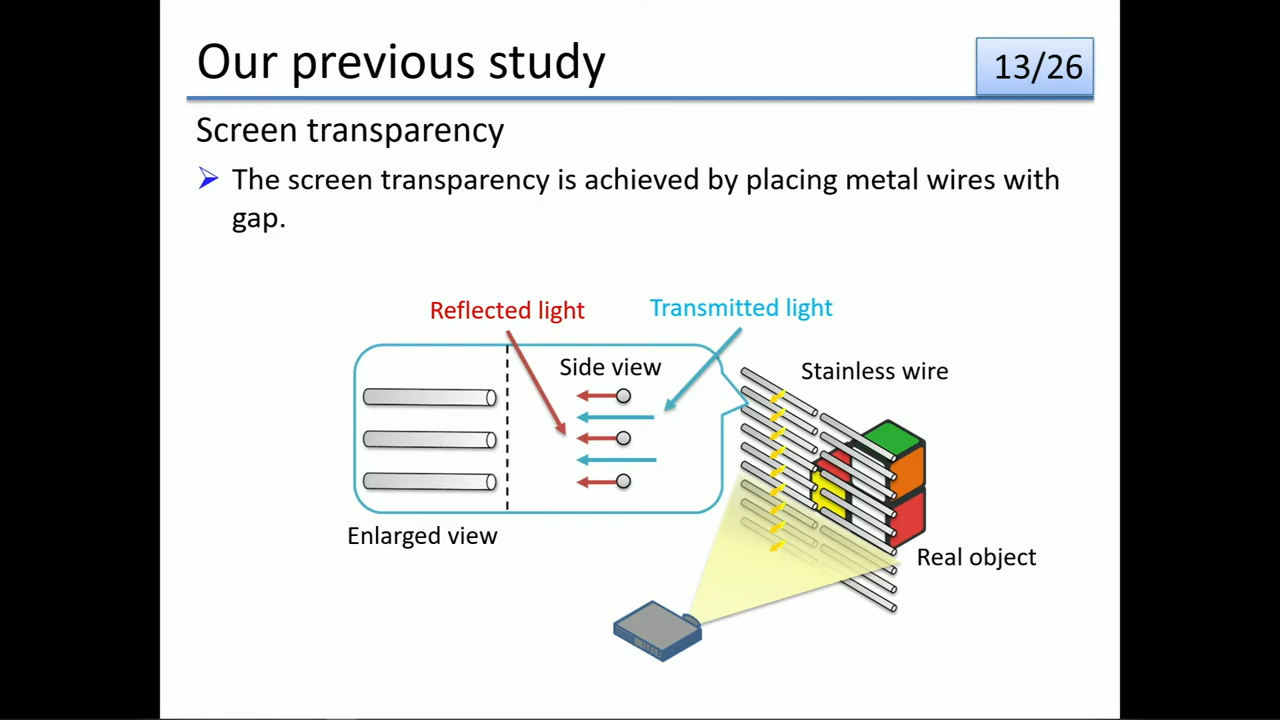 Our previous study
13/26
Screen transparency
The screen transparency is achieved by placing metal wires with
gap.
Reflected light
Transmitted light
Side view
Stainless wire
Enlarged view
Real object